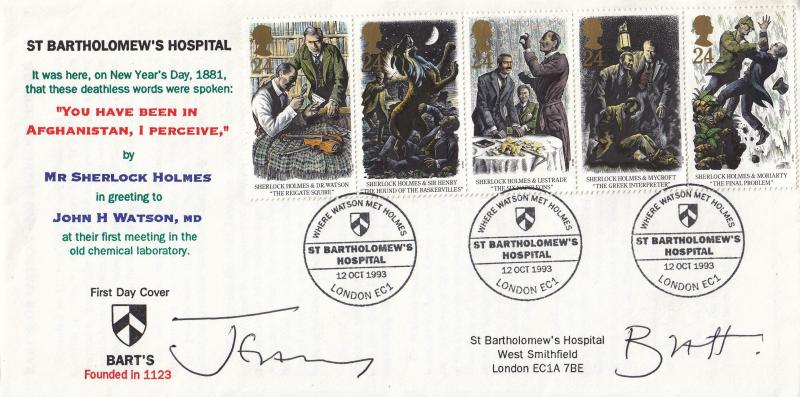 ST BARTHOLOMEW'S HOSPITAL
It was here, on New Year's Day, 1881,
that these deathless words were spoken:
"YOU HAVE BEEN IN
AFGHANISTAN, I PERCEIVE,"
by
MR SHERLOCK HOLMES
in greeting to
JOHN H WATSON, MD
at their first meeting in the
old chemical laboratory.
First Day Cover
BART'S
Founded in 1123
24
SHERLOCK HOLMES & DR WATSON
"THE REIGATE SQUIRE"
24
SHERLOCK HOLMES & SIR HENRY
"THE HOUND OF THE BASKERVILLES"
24
SHERLOCK HOLMES & LESTRADE
"THE SIX NAPOLEONS"
24
SHERLOCK HOLMES & MYCROFT
"THE GREEK INTERPRETER"
24
SHERLOCK HOLMES & MORIARTY
"THE FINAL PROBLEM"
WHERE WATSON MET HOLMES
ST BARTHOLOMEW'S
HOSPITAL
12 OCT 1993
LONDON EC1
WHERE WATSON MET HOLMES
ST BARTHOLOMEW'S
HOSPITAL
12 OCT 1993
LONDON EC1
WHERE WATSON MET HOLMES
ST BARTHOLOMEW'S
HOSPITAL
12 OCT 1993
LONDON EC1
St Bartholomew's Hospital
West Smithfield
London EC1A 7BE